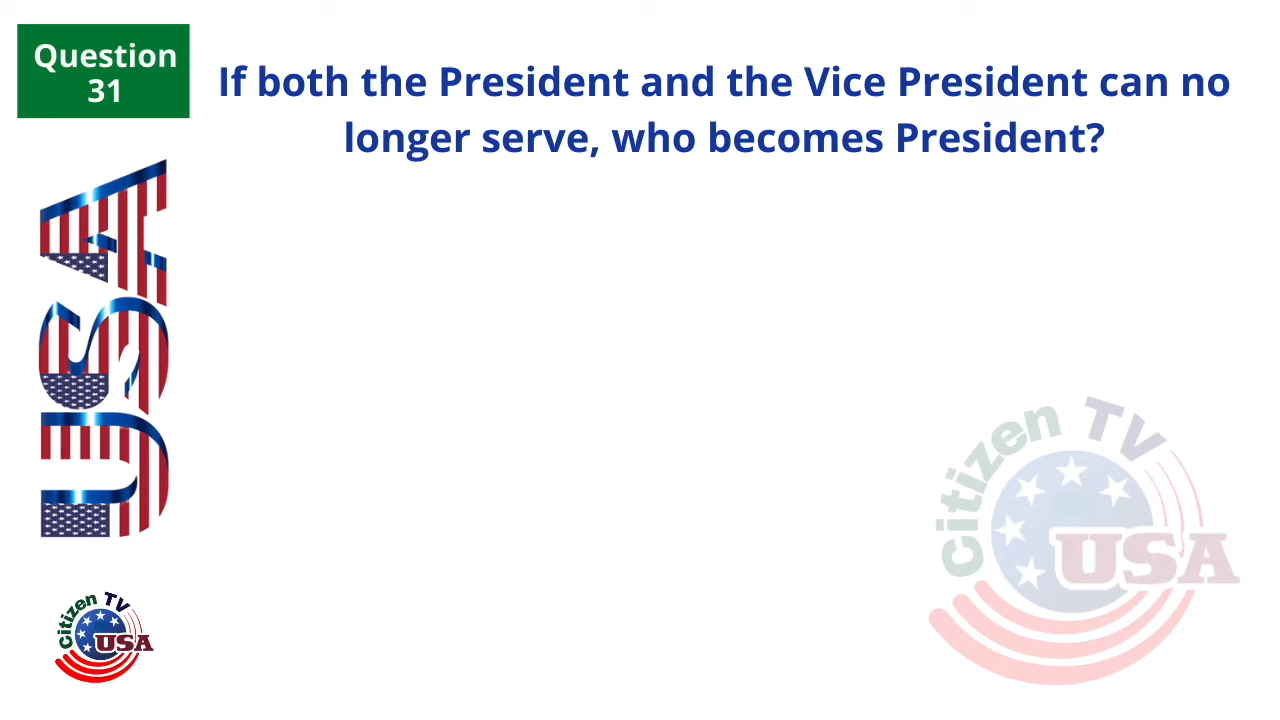 Question
31
If both the President and the Vice President can no
longer serve, who becomes President?
USA
Citizen TV
USA
Citizen TV
USA